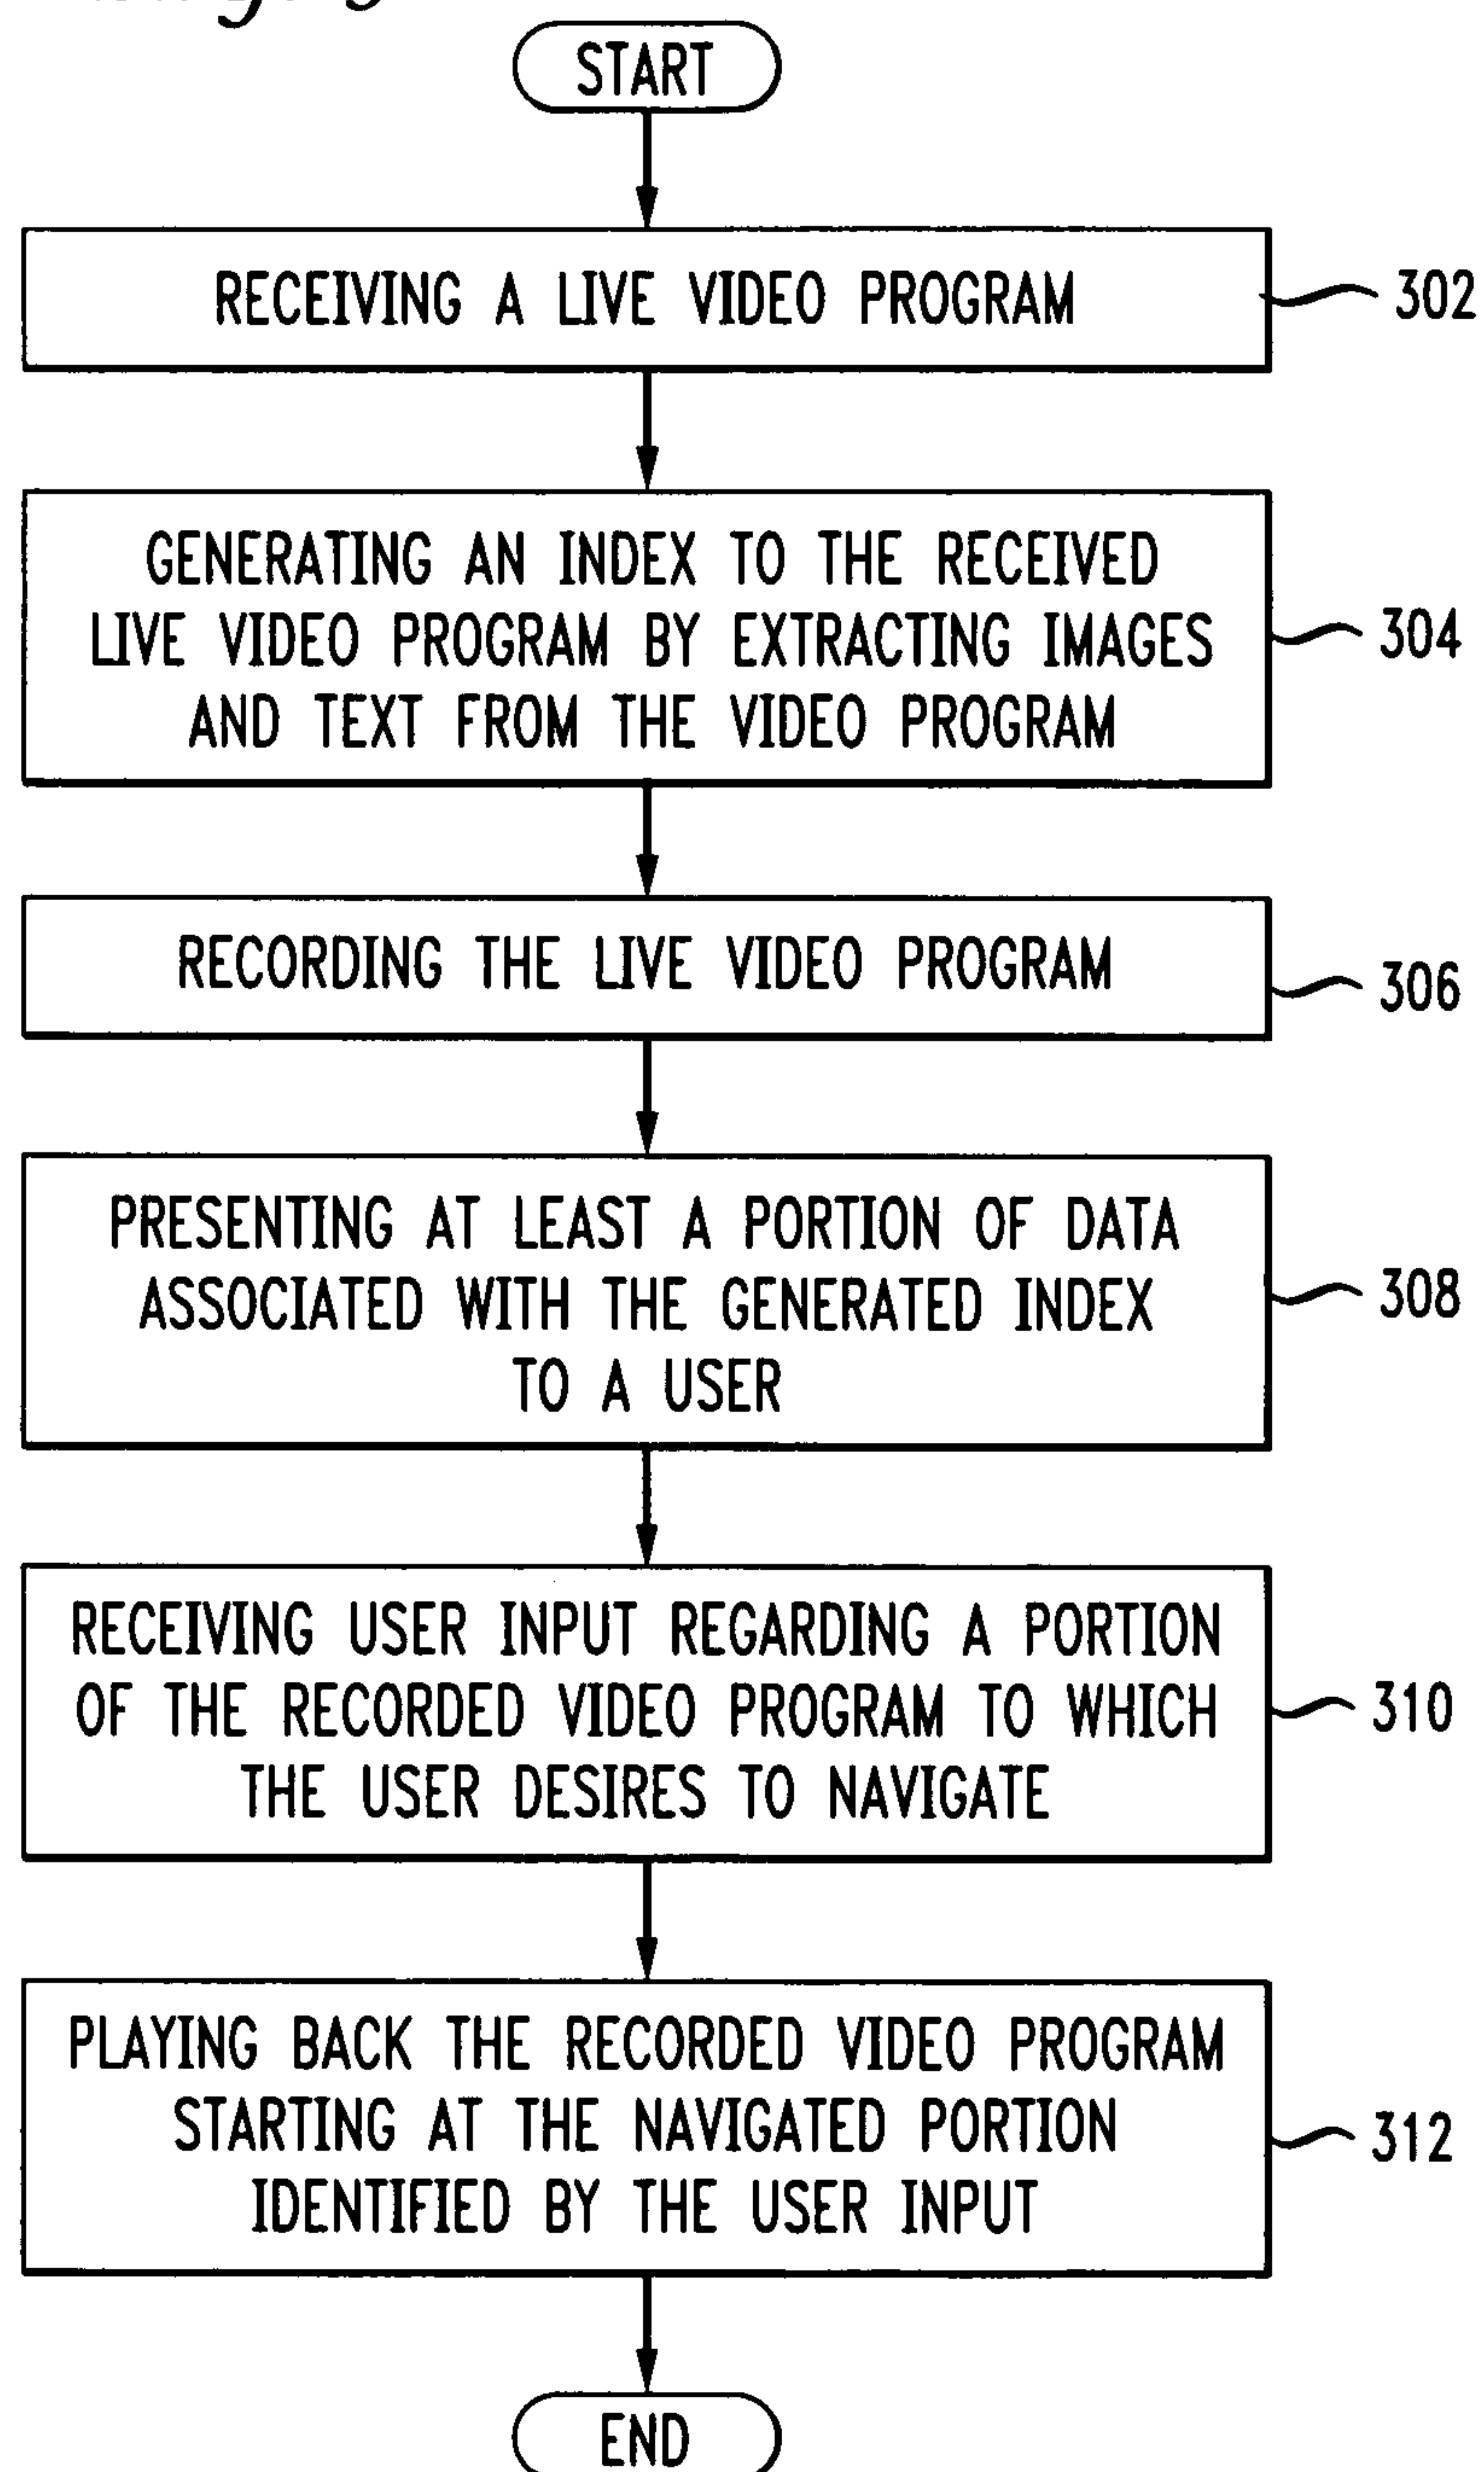 START
RECEIVING A LIVE VIDEO PROGRAM
302
GENERATING AN INDEX TO THE RECEIVED
LIVE VIDEO PROGRAM BY EXTRACTING IMAGES
AND TEXT FROM THE VIDEO PROGRAM
304
RECORDING THE LIVE VIDEO PROGRAM
306
PRESENTING AT LEAST A PORTION OF DATA
ASSOCIATED WITH THE GENERATED INDEX
TO A USER
308
RECEIVING USER INPUT REGARDING A PORTION
OF THE RECORDED VIDEO PROGRAM TO WHICH
THE USER DESIRES TO NAVIGATE
310
PLAYING BACK THE RECORDED VIDEO PROGRAM
STARTING AT THE NAVIGATED PORTION
IDENTIFIED BY THE USER INPUT
312
END